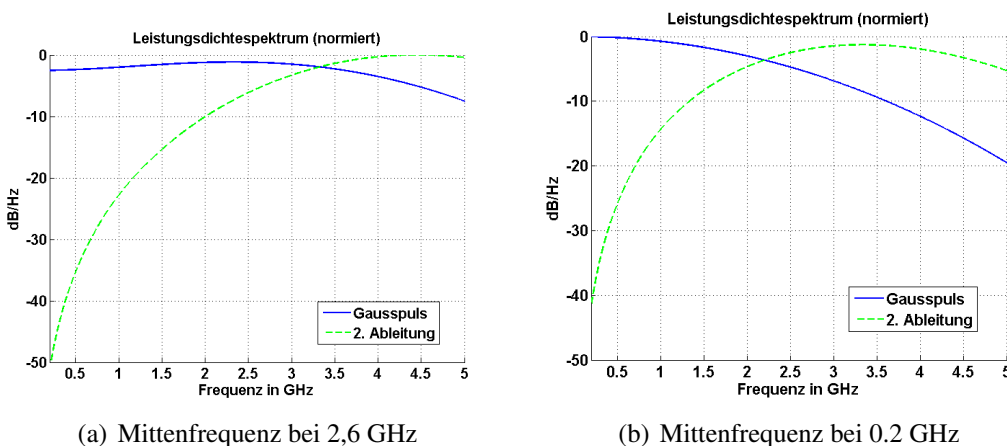 Leistungsdichtespektrum (normiert)
0
-10
-20
-30
-40
-50
dB/Hz
0.5 1 1.5 2 2.5 3 3.5 4 4.5 5
Frequenz in GHz
Gausspuls
2. Ableitung
(a) Mittenfrequenz bei 2,6 GHz
Leistungsdichtespektrum (normiert)
0
-10
-20
-30
-40
-50
dB/Hz
0.5 1 1.5 2 2.5 3 3.5 4 4.5 5
Frequenz in GHz
Gausspuls
2. Ableitung
(b) Mittenfrequenz bei 0.2 GHz